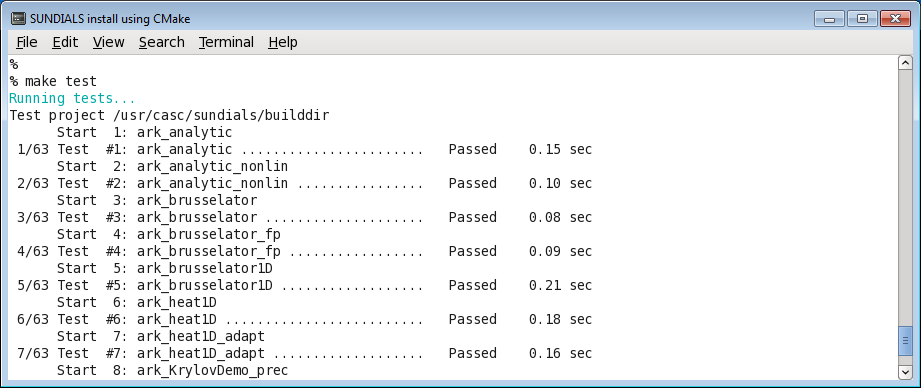 SUNDIALS install using CMake
File Edit View Search Terminal Help
%
% make test
Running tests...
Test project /usr/casc/sundials/builddir
      Start  1: ark_analytic
 1/63 Test  #1: ark_analytic .......................   Passed    0.15 sec
      Start  2: ark_analytic_nonlin
 2/63 Test  #2: ark_analytic_nonlin ................   Passed    0.10 sec
      Start  3: ark_brusselator
 3/63 Test  #3: ark_brusselator ....................   Passed    0.08 sec
      Start  4: ark_brusselator_fp
 4/63 Test  #4: ark_brusselator_fp .................   Passed    0.09 sec
      Start  5: ark_brusselator1D
 5/63 Test  #5: ark_brusselator1D ..................   Passed    0.21 sec
      Start  6: ark_heat1D
 6/63 Test  #6: ark_heat1D .........................   Passed    0.18 sec
      Start  7: ark_heat1D_adapt
 7/63 Test  #7: ark_heat1D_adapt ...................   Passed    0.16 sec
      Start  8: ark_KrylovDemo_prec